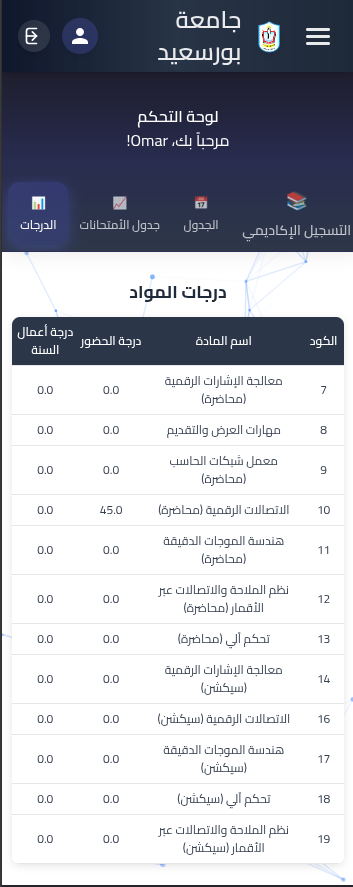 جامعة
بورسعيد
لوحة التحكم
مرحباً بك، Omar!
التسجيل الإكاديمي
الجدول
جدول الأمتحانات
الدرجات
درجات المواد
الكود اسم المادة درجة الحضور درجة أعمال السنة
7 معالجة الإشارات الرقمية (محاضرة) 0.0 0.0
8 مهارات العرض والتقديم 0.0 0.0
9 معمل شبكات الحاسب (محاضرة) 0.0 0.0
10 الاتصالات الرقمية (محاضرة) 45.0 0.0
11 هندسة الموجات الدقيقة (محاضرة) 0.0 0.0
12 نظم الملاحة والاتصالات عبر الأقمار (محاضرة) 0.0 0.0
13 تحكم آلي (محاضرة) 0.0 0.0
14 معالجة الإشارات الرقمية (سيكشن) 0.0 0.0
16 الاتصالات الرقمية (سيكشن) 0.0 0.0
17 هندسة الموجات الدقيقة (سيكشن) 0.0 0.0
18 تحكم آلي (سيكشن) 0.0 0.0
19 نظم الملاحة والاتصالات عبر الأقمار (سيكشن) 0.0 0.0